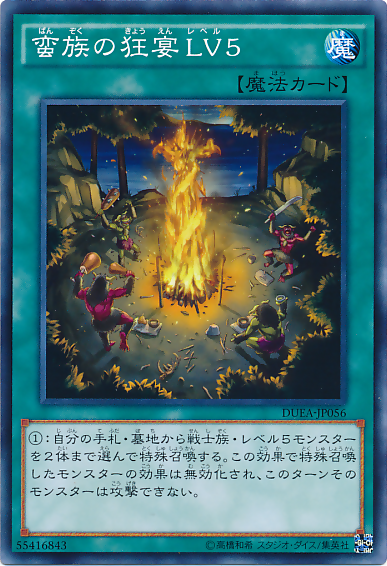 蛮族の狂宴LV5
魔
【魔法カード】
DUEA-JP056
①:自分の手札・墓地から戦士族・レベル5モンスター
を2体まで選んで特殊召喚する。この効果で特殊召喚
したモンスターの効果は無効化され、このターンその
モンスターは攻撃できない。
55416843
©高橋和希 スタジオ・ダイス/集英社